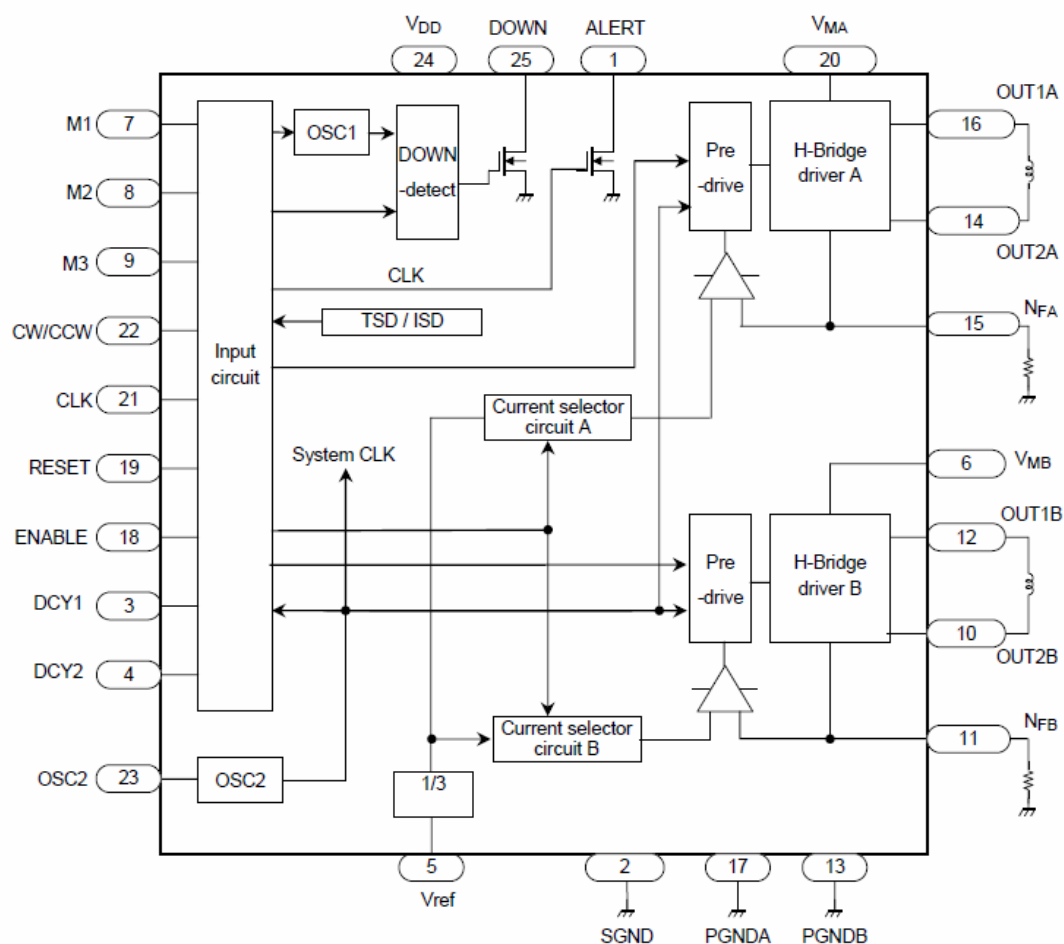 VDD DOWN ALERT VMA
24 25 1 20
M1 7
M2 8
M3 9
CW/CCW 22
CLK 21
RESET 19
ENABLE 18
DCY1 3
DCY2 4
OSC2 23
Input
circuit
OSC1
DOWN
-detect
CLK
TSD / ISD
Pre
-drive
H-Bridge
driver A
OUT1A
16
14
OUT2A
NFA
15
Current selector
circuit A
System CLK
6 VMB
Pre
-drive
H-Bridge
driver B
OUT1B
12
10
OUT2B
NFB
11
Current selector
circuit B
OSC2
1/3
5 2 17 13
Vref
SGND PGNDA PGNDB